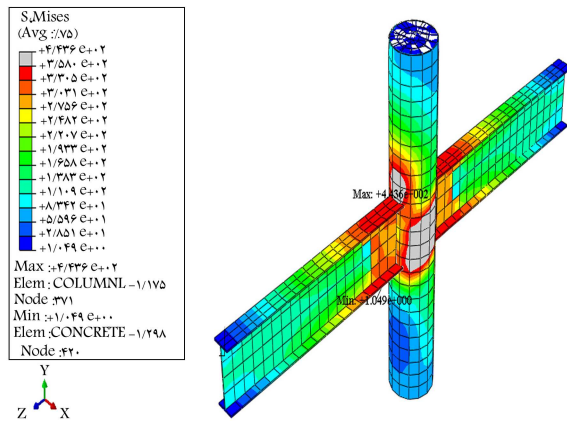 S,Mises
(Avg :٪۷۵)
+۴/۴۳۶ e+۰۲
+۳/۵۸۰ e+۰۲
+۳/۳۰۵ e+۰۲
+۳/۰۳۱ e+۰۲
+۲/۷۵۶ e+۰۲
+۲/۴۸۲ e+۰۲
+۲/۲۰۷ e+۰۲
+۱/۹۳۳ e+۰۲
+۱/۶۵۸ e+۰۲
+۱/۳۸۳ e+۰۲
+۱/۱۰۹ e+۰۲
+۸/۳۴۲ e+۰۱
+۵/۵۹۶ e+۰۱
+۲/۸۵۱ e+۰۱
+۱/۰۴۹ e+۰۰
Max :+۴/۴۳۶ e+۰۲
Elem :COLUMNL -۱/۱۷۵
Node :۳۷۱
Min :+۱/۰۴۹ e+۰۰
Elem :CONCRETE -۱/۲۹۸
Node :۴۲۰
Y
Z X
Max: +4.436e+002
Min: +1.049e+000